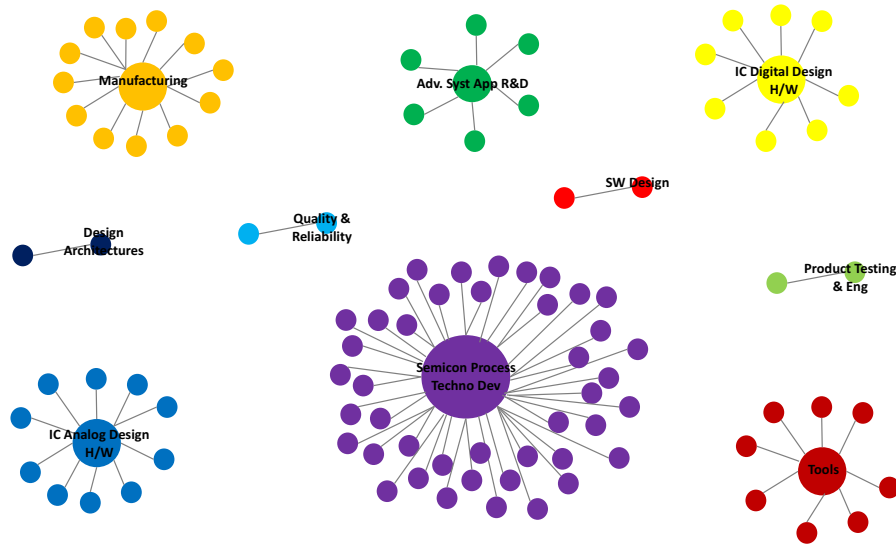 Manufacturing
Adv. Syst App R&D
IC Digital Design
H/W
SW Design
Design
Architectures
Quality &
Reliability
Product Testing
& Eng
Semicon Process
Techno Dev
IC Analog Design
H/W
Tools